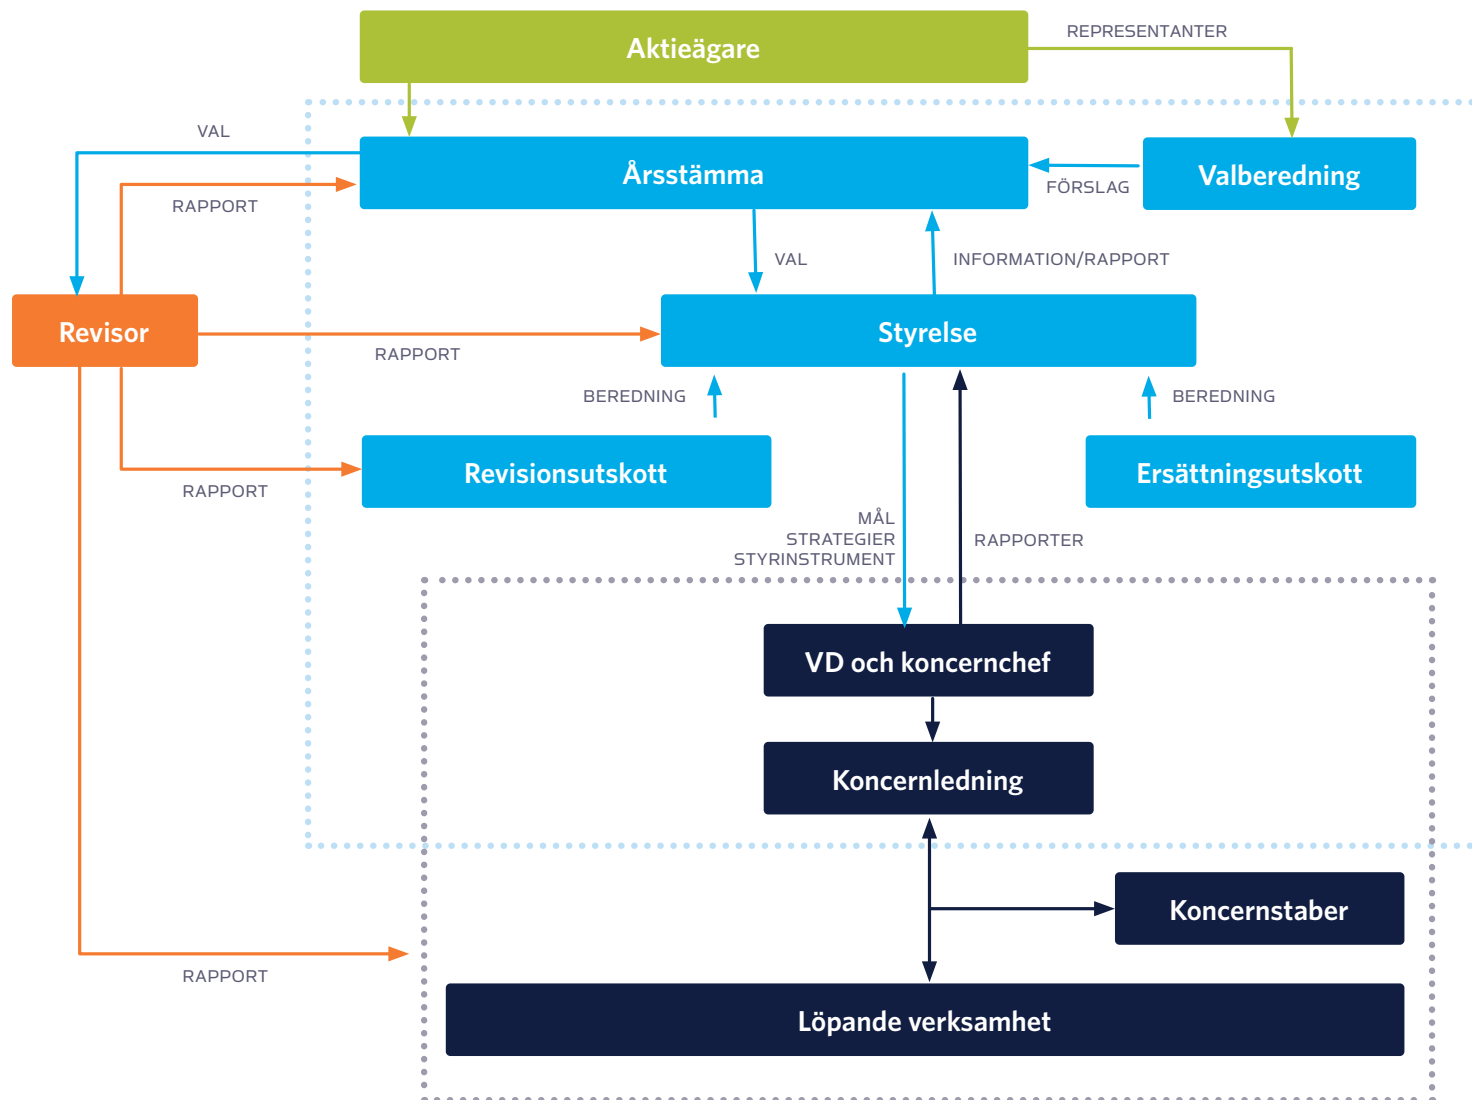 REPRESENTANTER
Aktieägare
VAL
Årsstämma
Valberedning
FÖRSLAG
RAPPORT
VAL
INFORMATION/RAPPORT
Revisor
Styrelse
RAPPORT
BEREDNING
BEREDNING
Revisionsutskott
Ersättningsutskott
RAPPORT
MÅL
STRATEGIER
STYRINSTRUMENT
RAPPORTER
VD och koncernchef
Koncernledning
Koncernstaber
RAPPORT
Löpande verksamhet